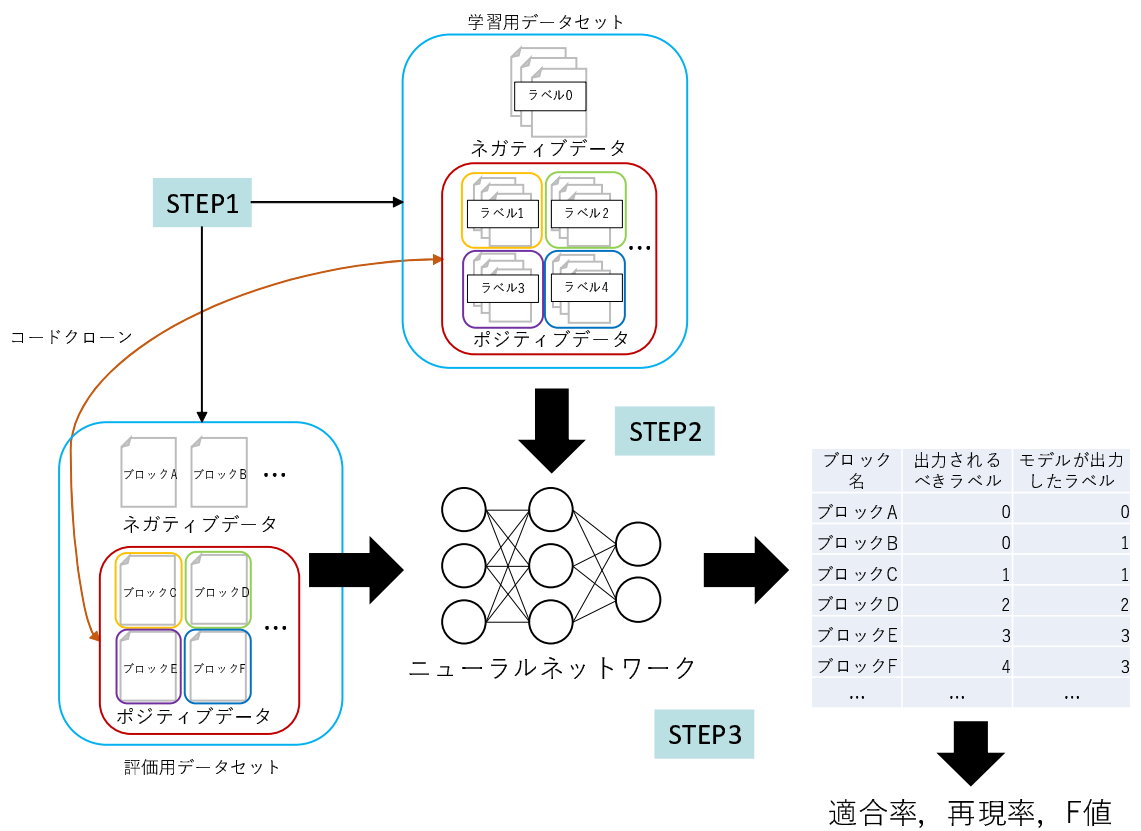 学習用データセット
ラベル0
ネガティブデータ
STEP1
ラベル1
ラベル2
…
ラベル3
ラベル4
ポジティブデータ
コードクローン
STEP2
ブロックA
ブロックB
…
ネガティブデータ
ブロックC
ブロックD
…
ブロックE
ブロックF
ポジティブデータ
評価用データセット
ニューラルネットワーク
STEP3
ブロック
名
出力される
べきラベル
モデルが出力
したラベル
ブロックA 0 0
ブロックB 0 1
ブロックC 1 1
ブロックD 2 2
ブロックE 3 3
ブロックF 4 3
… … …
適合率, 再現率, F値